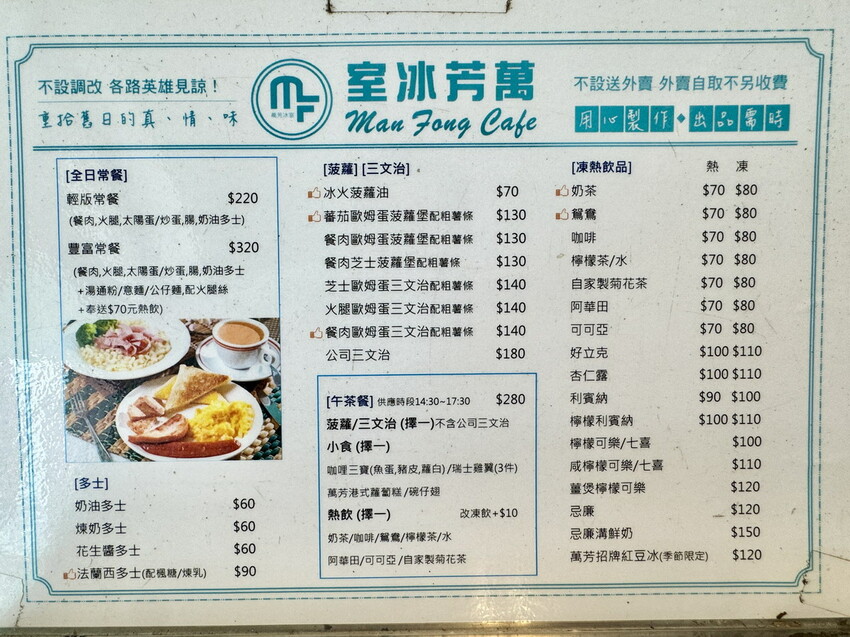 不設調改 各路英雄見諒！
重拾舊日的真、情、味
MF
萬芳冰室
室冰芳萬
Man Fong Cafe
不設送外賣 外賣自取不另收費
用心製作◆出品需時
[全日常餐]
輕版常餐 $220
(餐肉,火腿,太陽蛋/炒蛋,腸,奶油多士)
豐富常餐 $320
(餐肉,火腿,太陽蛋/炒蛋,腸,奶油多士
+湯通粉/意麵/公仔麵,配火腿絲
+奉送$70元熱飲)
[多士]
奶油多士 $60
煉奶多士 $60
花生醬多士 $60
法蘭西多士(配楓糖/煉乳) $90
[菠蘿] [三文治]
冰火菠蘿油 $70
蕃茄歐姆蛋菠蘿堡配粗薯條 $130
餐肉歐姆蛋菠蘿堡配粗薯條 $130
餐肉芝士菠蘿堡配粗薯條 $130
芝士歐姆蛋三文治配粗薯條 $140
火腿歐姆蛋三文治配粗薯條 $140
餐肉歐姆蛋三文治配粗薯條 $140
公司三文治 $180
[午茶餐] 供應時段14:30~17:30 $280
菠蘿/三文治 (擇一)不含公司三文治
小食 (擇一)
咖哩三寶(魚蛋,豬皮,蘿白)/瑞士雞翼(3件)
萬芳港式蘿蔔糕/碗仔翅
熱飲 (擇一) 改凍飲+$10
奶茶/咖啡/鴛鴦/檸檬茶/水
阿華田/可可亞/自家製菊花茶
[凍熱飲品] 熱 凍
奶茶 $70 $80
鴛鴦 $70 $80
咖啡 $70 $80
檸檬茶/水 $70 $80
自家製菊花茶 $70 $80
阿華田 $70 $80
可可亞 $70 $80
好立克 $100 $110
杏仁露 $100 $110
利賓納 $90 $100
檸檬利賓納 $100 $110
檸檬可樂/七喜 $100
咸檸檬可樂/七喜 $110
薑煲檸檬可樂 $120
忌廉 $120
忌廉溝鮮奶 $150
萬芳招牌紅豆冰(季節限定) $120